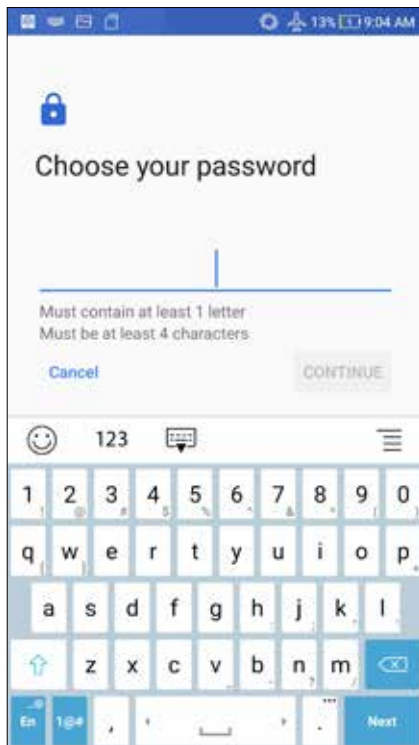 13% 9:04 AM
Choose your password
Must contain at least 1 letter
Must be at least 4 characters
Cancel CONTINUE
123
1 ! 2 @ 3 # 4 $ 5 % 6 ^ 7 & 8 * 9 ( 0 )
q w e r t y u i o p
a s d f g h j k l
z x c v b n m
En 1@# , . Next